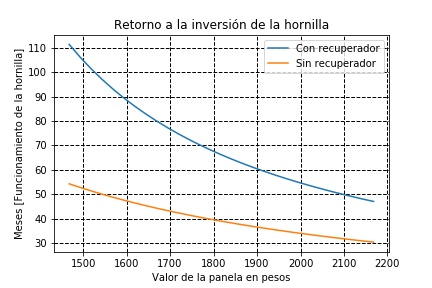 Retorno a la inversión de la hornilla
Con recuperador
Sin recuperador
Meses [Funcionamiento de la hornilla]
110
100
90
80
70
60
50
40
30
1500 1600 1700 1800 1900 2000 2100 2200
Valor de la panela en pesos